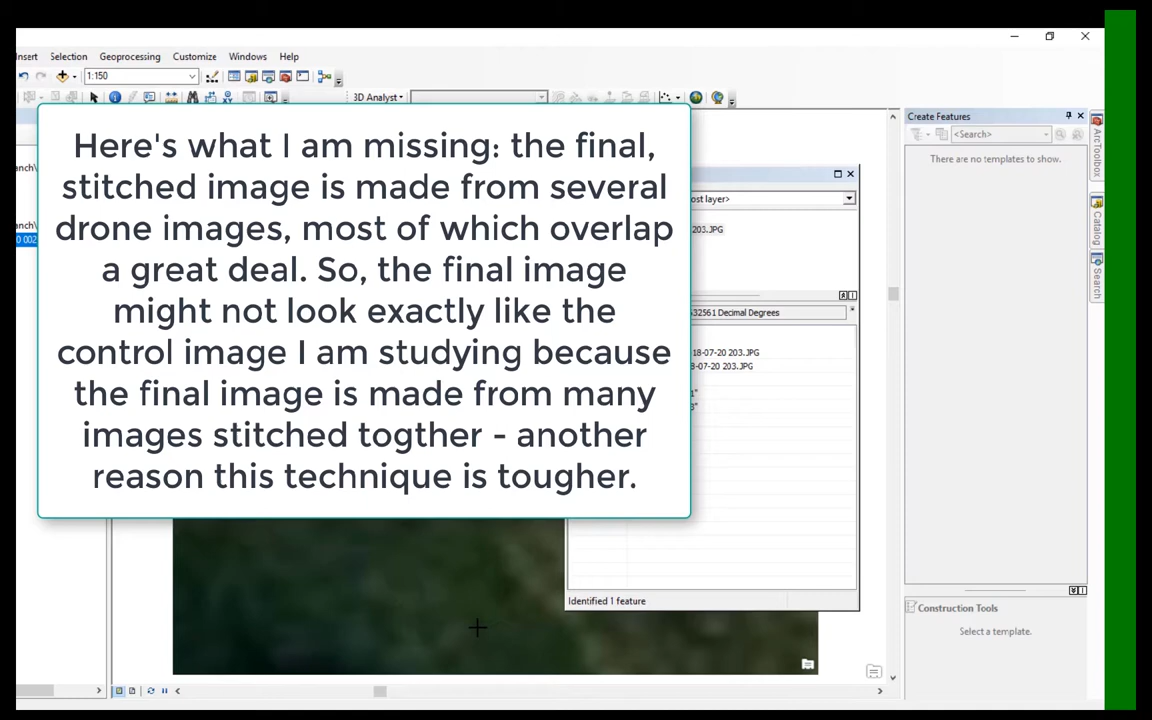 Insert Selection Geoprocessing Customize Windows Help
1:150
3D Analyst
Create Features
<Search>
There are no templates to show.
ArcToolbox
Catalog
Search
Here's what I am missing: the final,
stitched image is made from several
drone images, most of which overlap
a great deal. So, the final image
might not look exactly like the
control image I am studying because
the final image is made from many
images stitched togther - another
reason this technique is tougher.
ost layer>
203.JPG
32561 Decimal Degrees
18-07-20 203.JPG
8-07-20 203.JPG
Identified 1 feature
Construction Tools
Select a template.